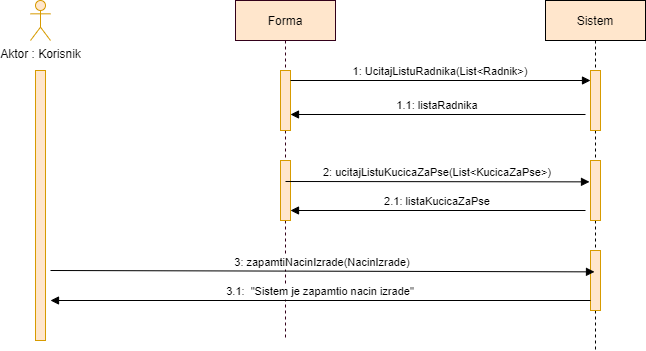 Forma
Sistem
Aktor : Korisnik
1: UcitajListuRadnika(List<Radnik>)
1.1: listaRadnika
2: ucitajListuKucicaZaPse(List<KucicaZaPse>)
2.1: listaKucicaZaPse
3: zapamtiNacinIzrade(NacinIzrade)
3.1: "Sistem je zapamtio nacin izrade"